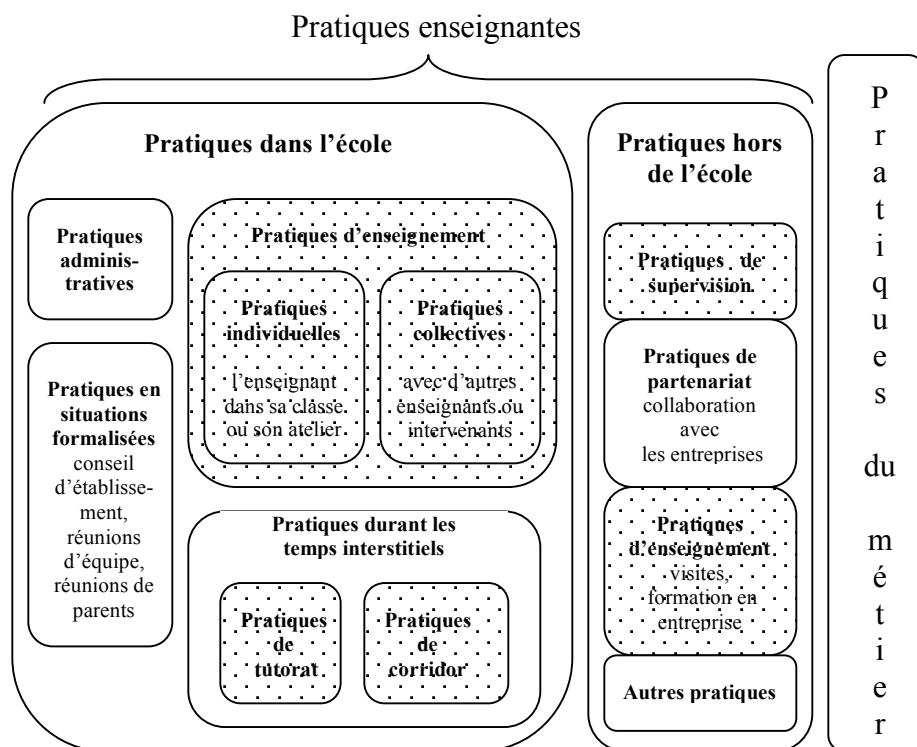 Pratiques enseignantes
Pratiques dans l’école
Pratiques
adminis-
tratives
Pratiques en
situations
formalisées
conseil
d’établisse-
ment,
réunions
d’équipe,
réunions de
parents
Pratiques d’enseignement
Pratiques
individuelles
l’enseignant
dans sa classe
ou son atelier
Pratiques
collectives
avec d’autres
enseignants ou
intervenants
Pratiques durant les
temps interstitiels
Pratiques
de
tutorat
Pratiques
de
corridor
Pratiques hors
de l’école
Pratiques de
supervision
Pratiques de
partenariat
collaboration
avec
les entreprises
Pratiques
d’enseignement
visites,
formation en
entreprise
Autres pratiques
P
r
a
t
i
q
u
e
s
du
m
é
t
i
e
r